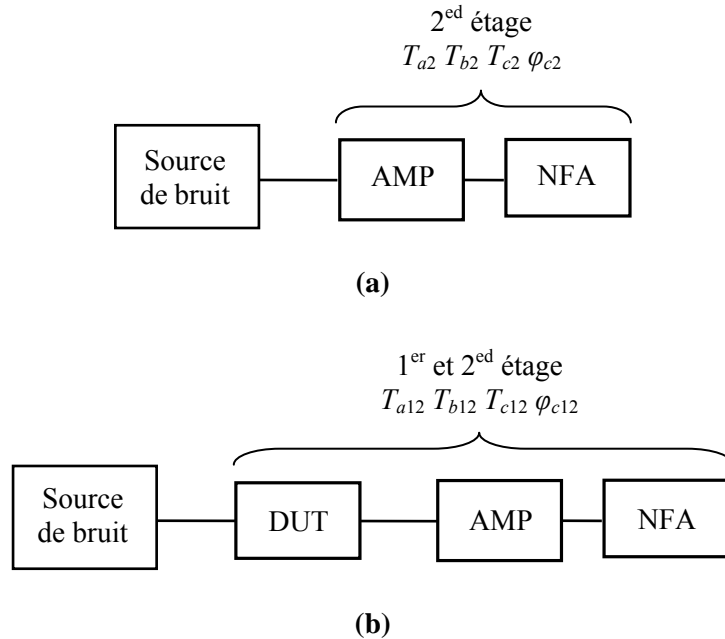 2ed étage
Ta2 Tb2 Tc2 φc2
Source
de bruit
AMP
NFA
(a)
1er et 2ed étage
Ta12 Tb12 Tc12 φc12
Source
de bruit
DUT
AMP
NFA
(b)